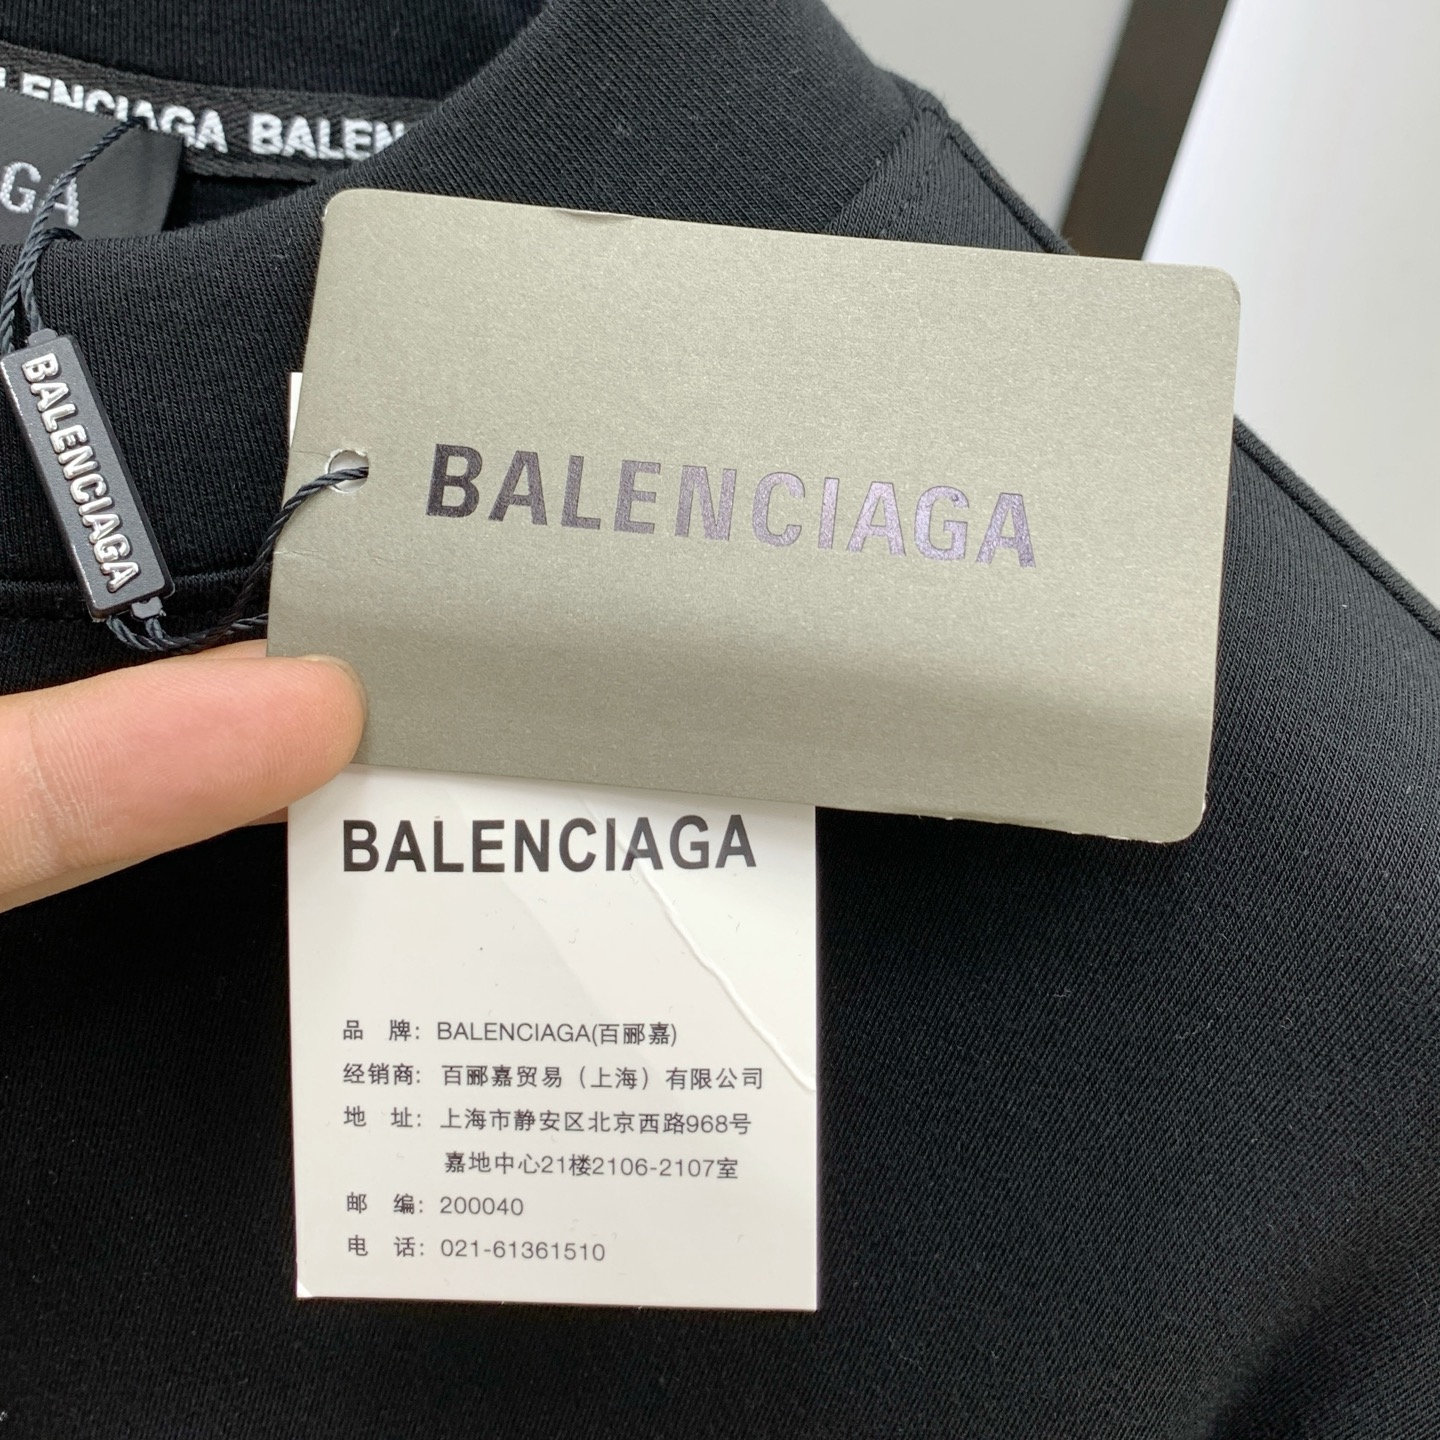 LENCIAGA BALEN
GA
BALENCIAGA
BALENCIAGA
BALENCIAGA
品 牌: BALENCIAGA(百郦嘉)
经销商: 百郦嘉贸易（上海）有限公司
地 址: 上海市静安区北京西路968号
嘉地中心21楼2106-2107室
邮 编: 200040
电 话: 021-61361510